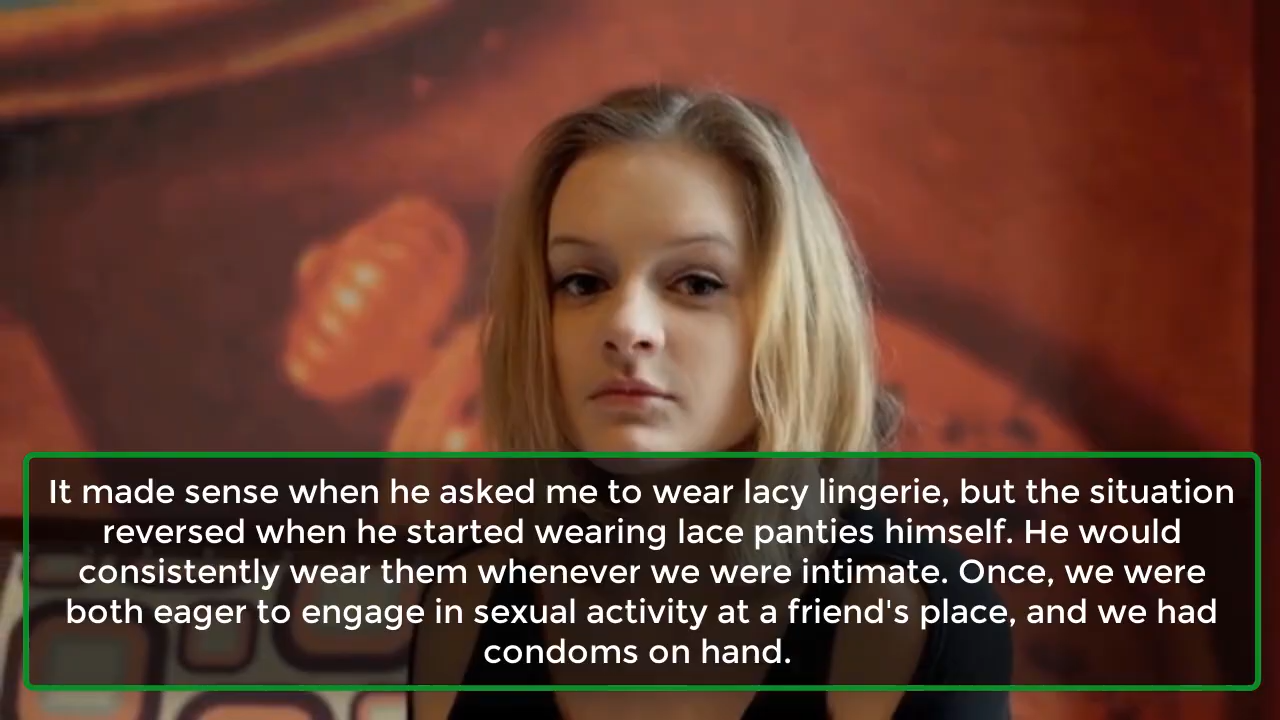 It made sense when he asked me to wear lacy lingerie, but the situation
reversed when he started wearing lace panties himself. He would
consistently wear them whenever we were intimate. Once, we were
both eager to engage in sexual activity at a friend's place, and we had
condoms on hand.